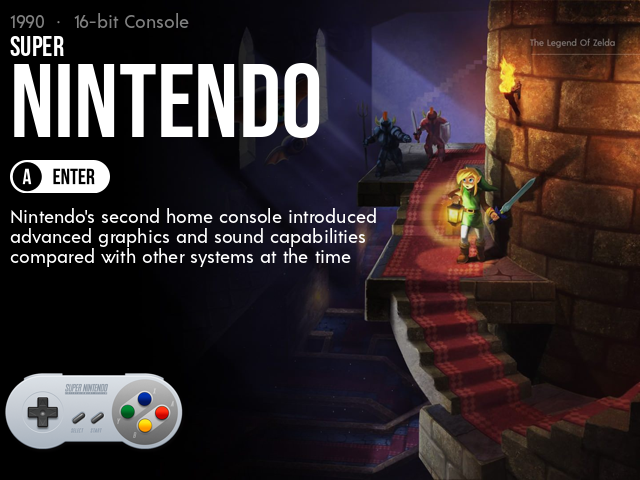 1990 · 16-bit Console
SUPER
NINTENDO
The Legend Of Zelda
A ENTER
Nintendo's second home console introduced
advanced graphics and sound capabilities
compared with other systems at the time
SUPER NINTENDO
SELECT START